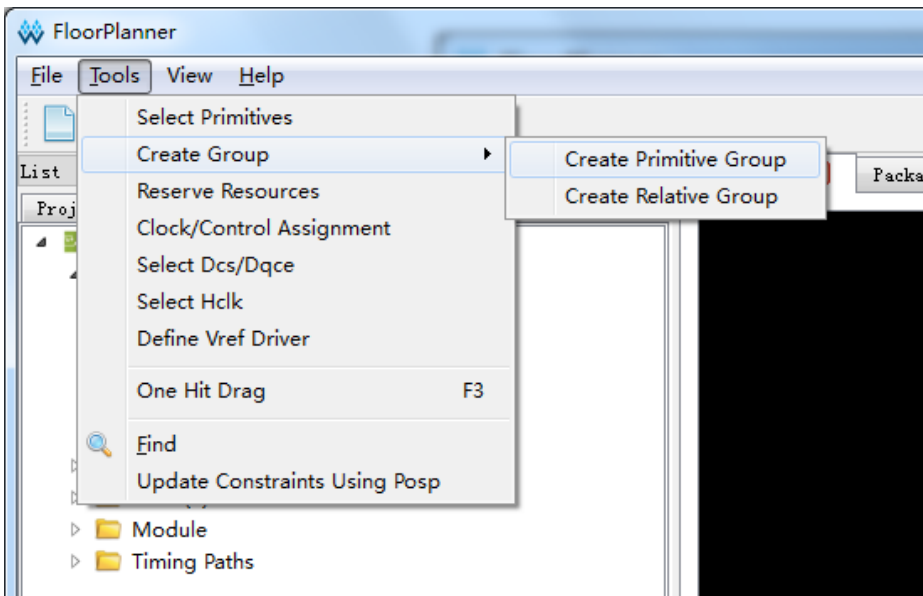 FloorPlanner
File Tools View Help
Select Primitives
Create Group
Create Primitive Group
Create Relative Group
List
Reserve Resources
Clock/Control Assignment
Select Dcs/Dqce
Select Hclk
Define Vref Driver
One Hit Drag F3
Find
Update Constraints Using Posp
Module
Timing Paths